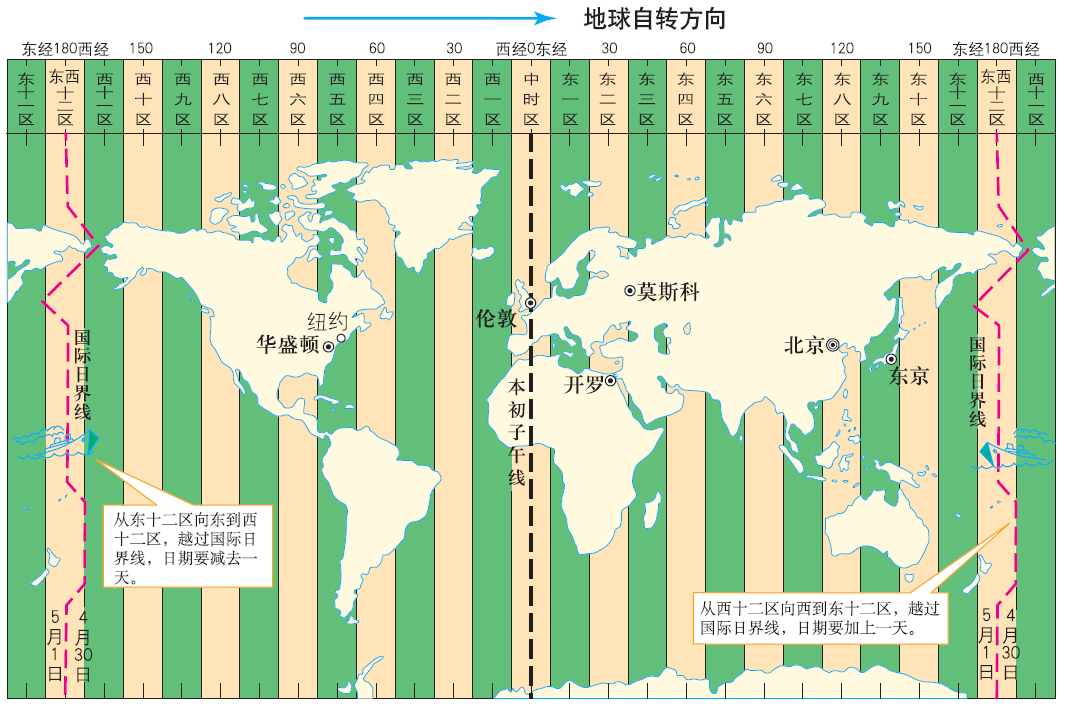 地球自转方向
东经180西经 150 120 90 60 30 西经0东经 30 60 90 120 150 东经180西经
东十一区
东西十二区
西十一区
西十区
西九区
西八区
西七区
西六区
西五区
西四区
西三区
西二区
西一区
中时区
东一区
东二区
东三区
东四区
东五区
东六区
东七区
东八区
东九区
东十区
东十一区
东西十二区
西十一区
莫斯科
伦敦
纽约
华盛顿
北京
东京
开罗
国际日界线
本初子午线
国际日界线
从东十二区向东到西
十二区，越过国际日
界线，日期要减去一
天。
从西十二区向西到东十二区，越过
国际日界线，日期要加上一天。
5月1日
4月30日
5月1日
4月30日